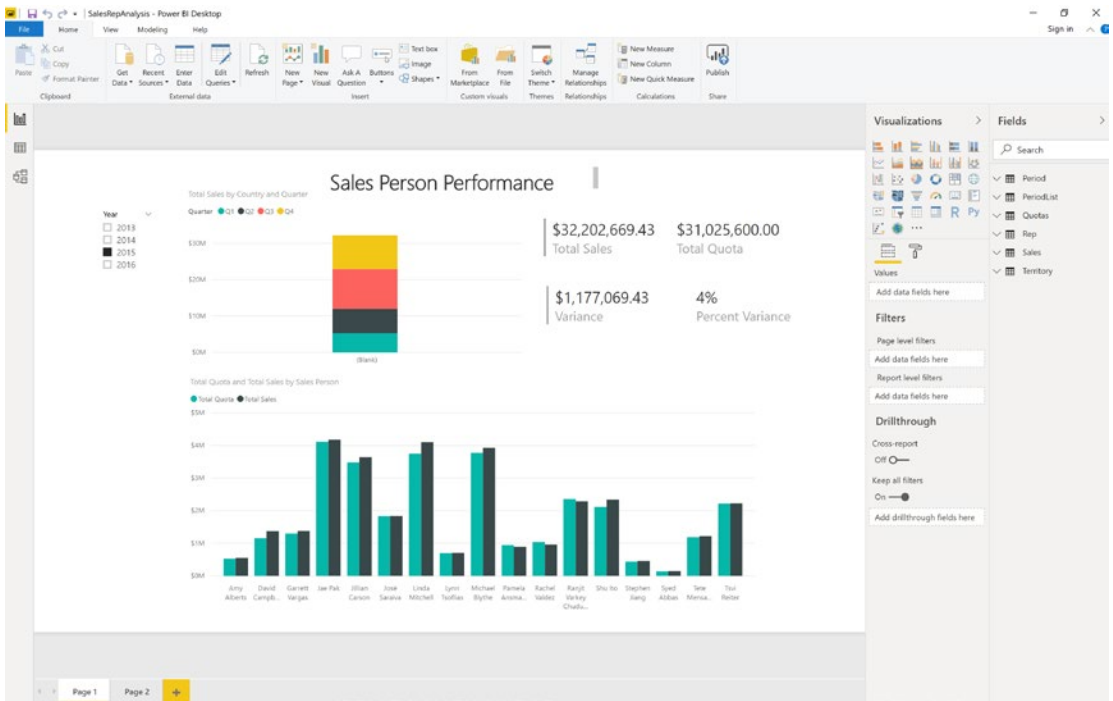 SalesRepAnalysis - Power BI Desktop
Sign in
File Home View Modeling Help
Paste
Cut
Copy
Format Painter
Clipboard
Get Data
Recent Sources
Enter Data
Edit Queries
External data
Refresh
New Page
New Visual
Ask A Question
Buttons
Text box
Image
Shapes
Insert
From Marketplace
From File
Custom visuals
Switch Theme
Themes
Manage Relationships
Relationships
New Measure
New Column
New Quick Measure
Calculations
Publish
Share
Sales Person Performance
Year
2013
2014
2015
2016
Total Sales by Country and Quarter
Quarter Q1 Q2 Q3 Q4
$30M
$20M
$10M
$0M
(Blank)
$32,202,669.43
Total Sales
$31,025,600.00
Total Quota
$1,177,069.43
Variance
4%
Percent Variance
Total Quota and Total Sales by Sales Person
Total Quota Total Sales
$5M
$4M
$3M
$2M
$1M
$0M
Amy Alberts
David Campb...
Garrett Vargas
Jae Pak
Jillian Carson
José Saraiva
Linda Mitchell
Lynn Tsoflias
Michael Blythe
Pamela Ansma...
Rachel Valdez
Ranjit Varkey Chudu...
Shu Ito
Stephen Jiang
Syed Abbas
Tete Mensa...
Tsvi Reiter
Page 1
Page 2
Visualizations
R Py
Values
Add data fields here
Filters
Page level filters
Add data fields here
Report level filters
Add data fields here
Drillthrough
Cross-report
Off
Keep all filters
On
Add drillthrough fields here
Fields
Search
Period
PeriodList
Quotas
Rep
Sales
Territory